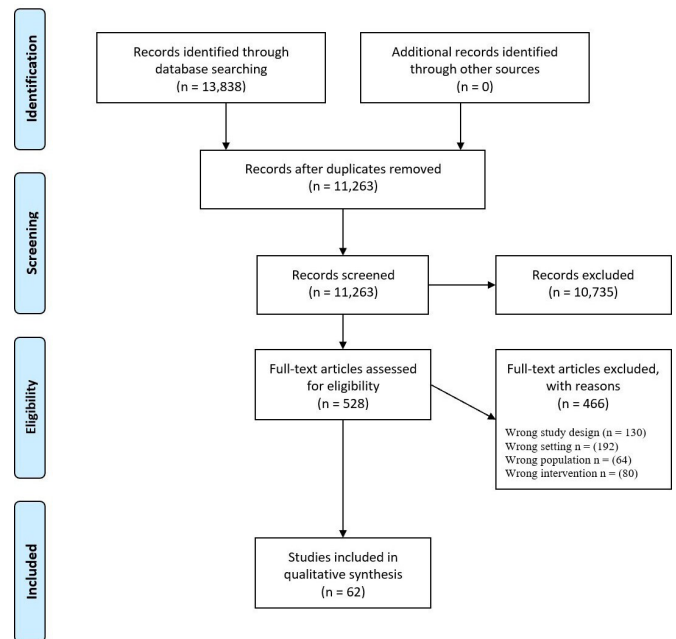 Identification
Records identified through
database searching
(n = 13,838)
Additional records identified
through other sources
(n = 0)
Records after duplicates removed
(n = 11,263)
Screening
Records screened
(n = 11,263)
Records excluded
(n = 10,735)
Eligibility
Full-text articles assessed
for eligibility
(n = 528)
Full-text articles excluded,
with reasons
(n = 466)
Wrong study design (n = 130)
Wrong setting n = (192)
Wrong population n = (64)
Wrong intervention n = (80)
Included
Studies included in
qualitative synthesis
(n = 62)